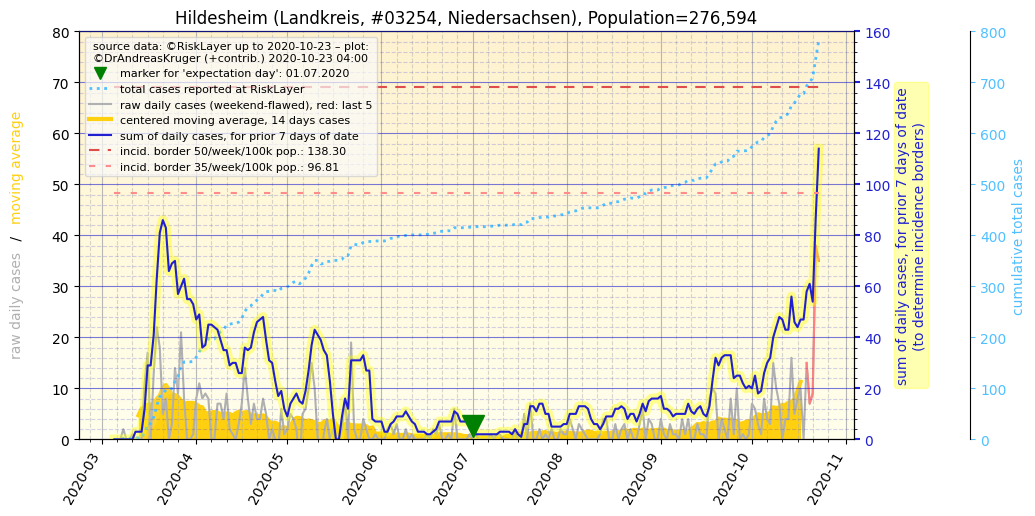 Hildesheim (Landkreis, #03254, Niedersachsen), Population=276,594
source data: ©RiskLayer up to 2020-10-23 – plot:
©DrAndreasKruger (+contrib.) 2020-10-23 04:00
marker for 'expectation day': 01.07.2020
total cases reported at RiskLayer
raw daily cases (weekend-flawed), red: last 5
centered moving average, 14 days cases
sum of daily cases, for prior 7 days of date
incid. border 50/week/100k pop.: 138.30
incid. border 35/week/100k pop.: 96.81
raw daily cases / moving average
80
70
60
50
40
30
20
10
0
160
140
120
100
80
60
40
20
0
sum of daily cases, for prior 7 days of date
(to determine incidence borders)
800
700
600
500
400
300
200
100
0
cumulative total cases
2020-03
2020-04
2020-05
2020-06
2020-07
2020-08
2020-09
2020-10
2020-11